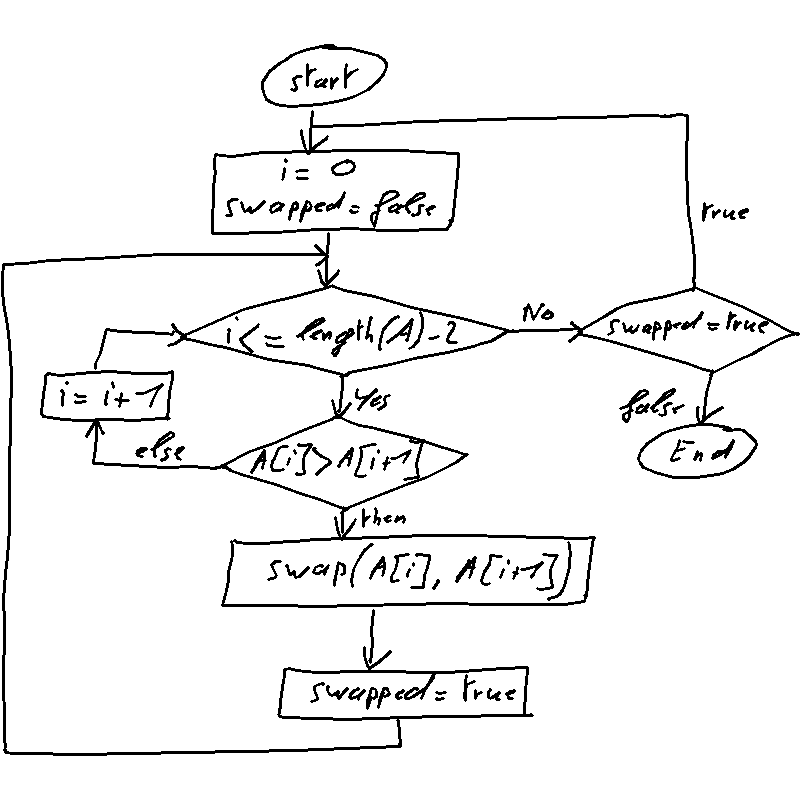 start
i = 0
swapped = false
true
i <= length(A) - 2
No
swapped = true
i = i + 1
Yes
false
else
A[i] > A[i+1]
End
then
swap(A[i], A[i+1])
swapped = true